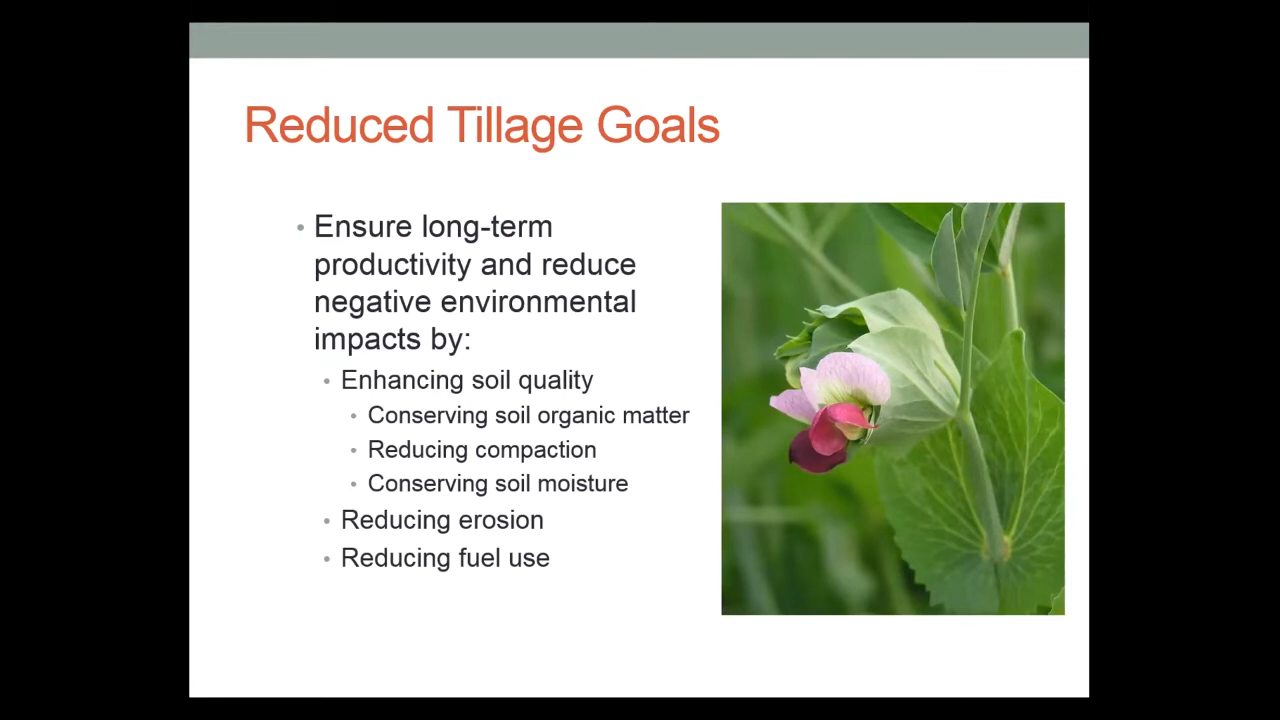 Reduced Tillage Goals
• Ensure long-term
productivity and reduce
negative environmental
impacts by:
• Enhancing soil quality
• Conserving soil organic matter
• Reducing compaction
• Conserving soil moisture
• Reducing erosion
• Reducing fuel use